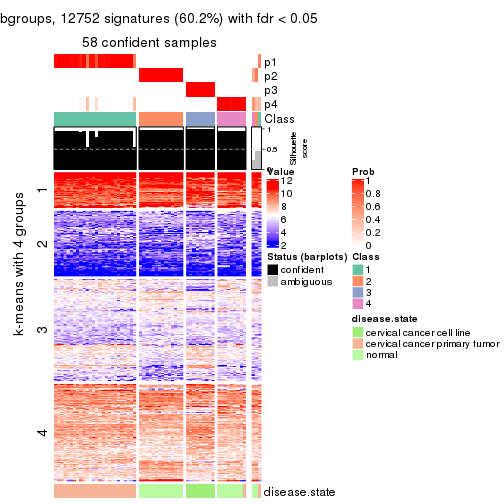 bgroups, 12752 signatures (60.2%) with fdr < 0.05
58 confident samples
p1
p2
p3
p4
Class
1
0.5
0
Silhouette
score
k-means with 4 groups
1
2
3
4
Value
12
10
8
6
4
2
Prob
1
0.8
0.6
0.4
0.2
0
Status (barplots)
confident
ambiguous
Class
1
2
3
4
disease.state
cervical cancer cell line
cervical cancer primary tumor
normal
disease.state